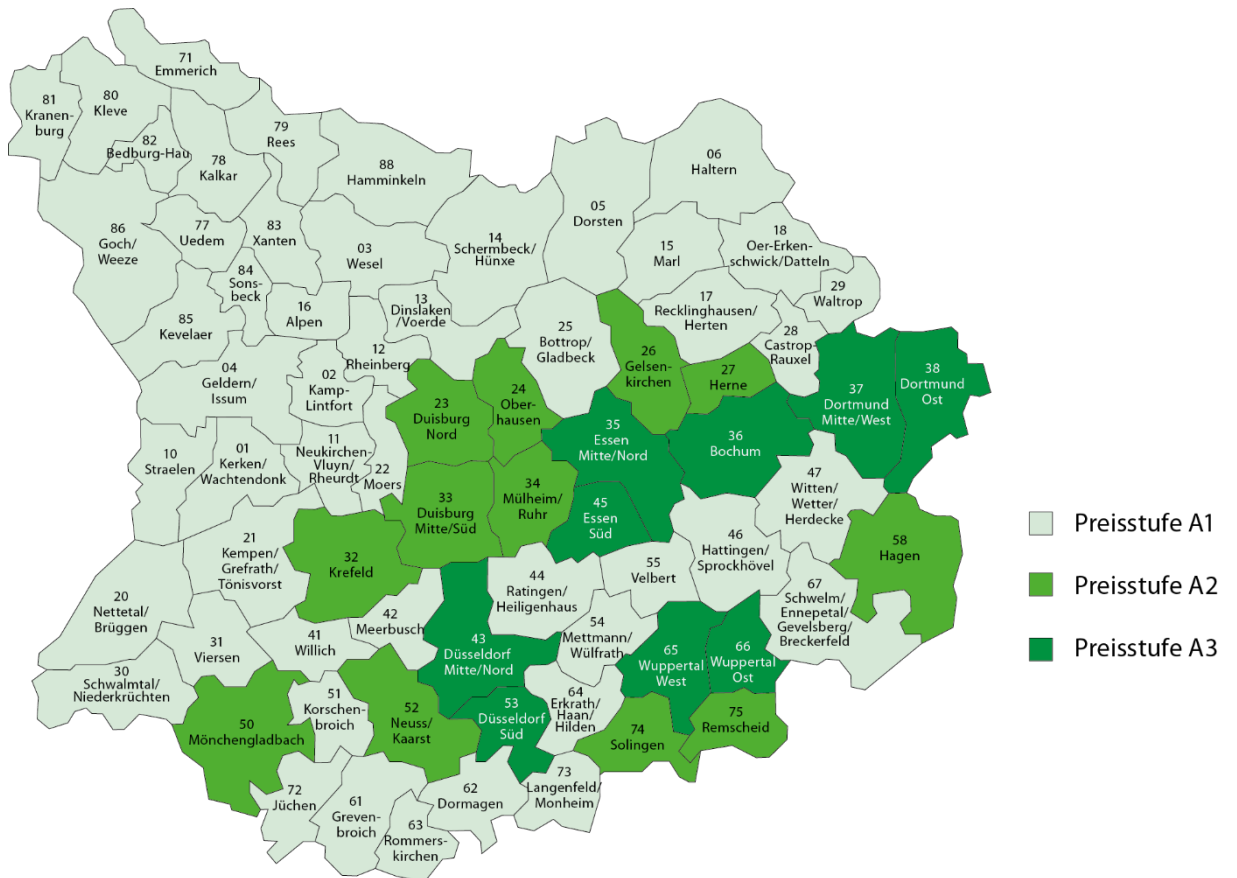 71
Emmerich
81
Kranen-
burg
80
Kleve
82
Bedburg-Hau
78
Kalkar
79
Rees
88
Hamminkeln
06
Haltern
05
Dorsten
86
Goch/
Weeze
77
Uedem
83
Xanten
03
Wesel
14
Schermbeck/
Hünxe
15
Marl
18
Oer-Erken-
schwick/Datteln
84
Sons-
beck
16
Alpen
13
Dinslaken
/Voerde
29
Waltrop
85
Kevelaer
17
Recklinghausen/
Herten
25
Bottrop/
Gladbeck
28
Castrop-
Rauxel
12
Rheinberg
26
Gelsen-
kirchen
27
Herne
04
Geldern/
Issum
02
Kamp-
Lintfort
23
Duisburg
Nord
24
Ober-
hausen
37
Dortmund
Mitte/West
38
Dortmund
Ost
35
Essen
Mitte/Nord
36
Bochum
10
Straelen
01
Kerken/
Wachtendonk
11
Neukirchen-
Vluyn/
Rheurdt
22
Moers
33
Duisburg
Mitte/Süd
34
Mülheim/
Ruhr
45
Essen
Süd
47
Witten/
Wetter/
Herdecke
21
Kempen/
Grefrath/
Tönisvorst
32
Krefeld
46
Hattingen/
Sprockhövel
58
Hagen
44
Ratingen/
Heiligenhaus
55
Velbert
67
Schwelm/
Ennepetal/
Gevelsberg/
Breckerfeld
20
Nettetal/
Brüggen
31
Viersen
41
Willich
42
Meerbusch
43
Düsseldorf
Mitte/Nord
54
Mettmann/
Wülfrath
65
Wuppertal
West
66
Wuppertal
Ost
30
Schwalmtal/
Niederkrüchten
50
Mönchengladbach
51
Korschen-
broich
52
Neuss/
Kaarst
53
Düsseldorf
Süd
64
Erkrath/
Haan/
Hilden
74
Solingen
75
Remscheid
72
Jüchen
61
Greven-
broich
62
Dormagen
73
Langenfeld/
Monheim
63
Rommers-
kirchen
Preisstufe A1
Preisstufe A2
Preisstufe A3